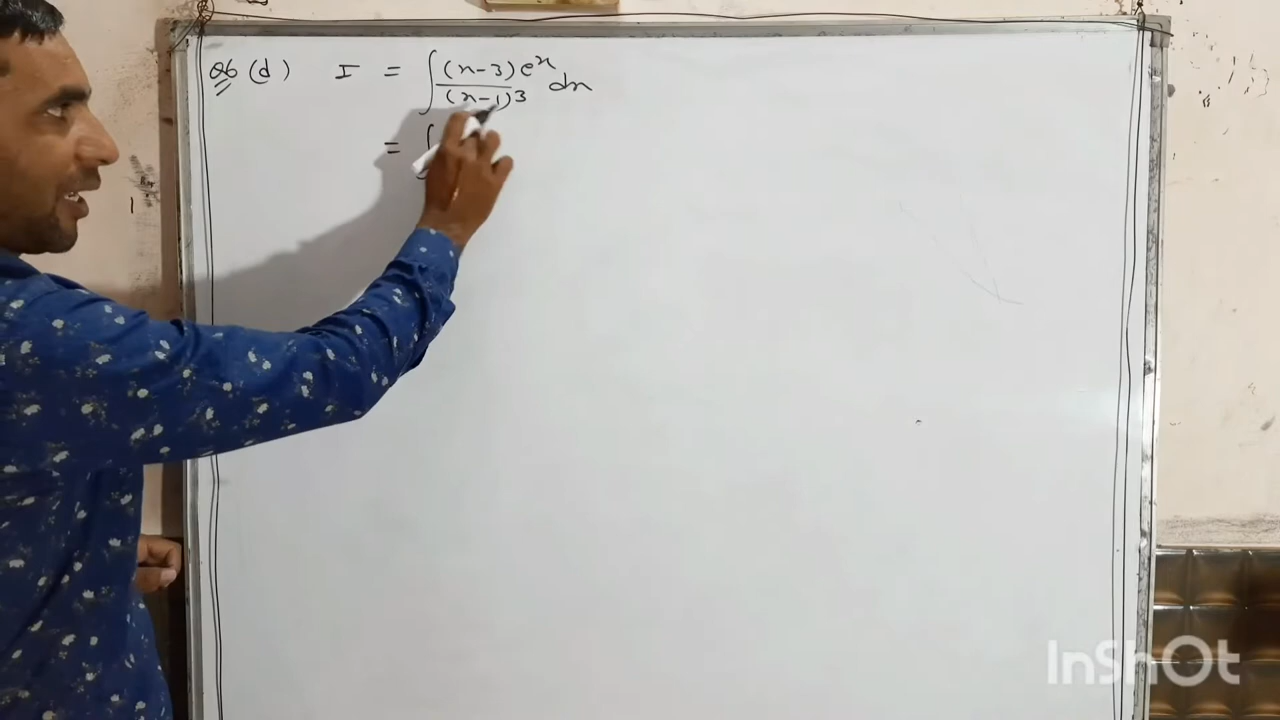 Q6 (d) I = ∫ (x-3)eˣ / (x-1)³ dx
= ∫
InShOt